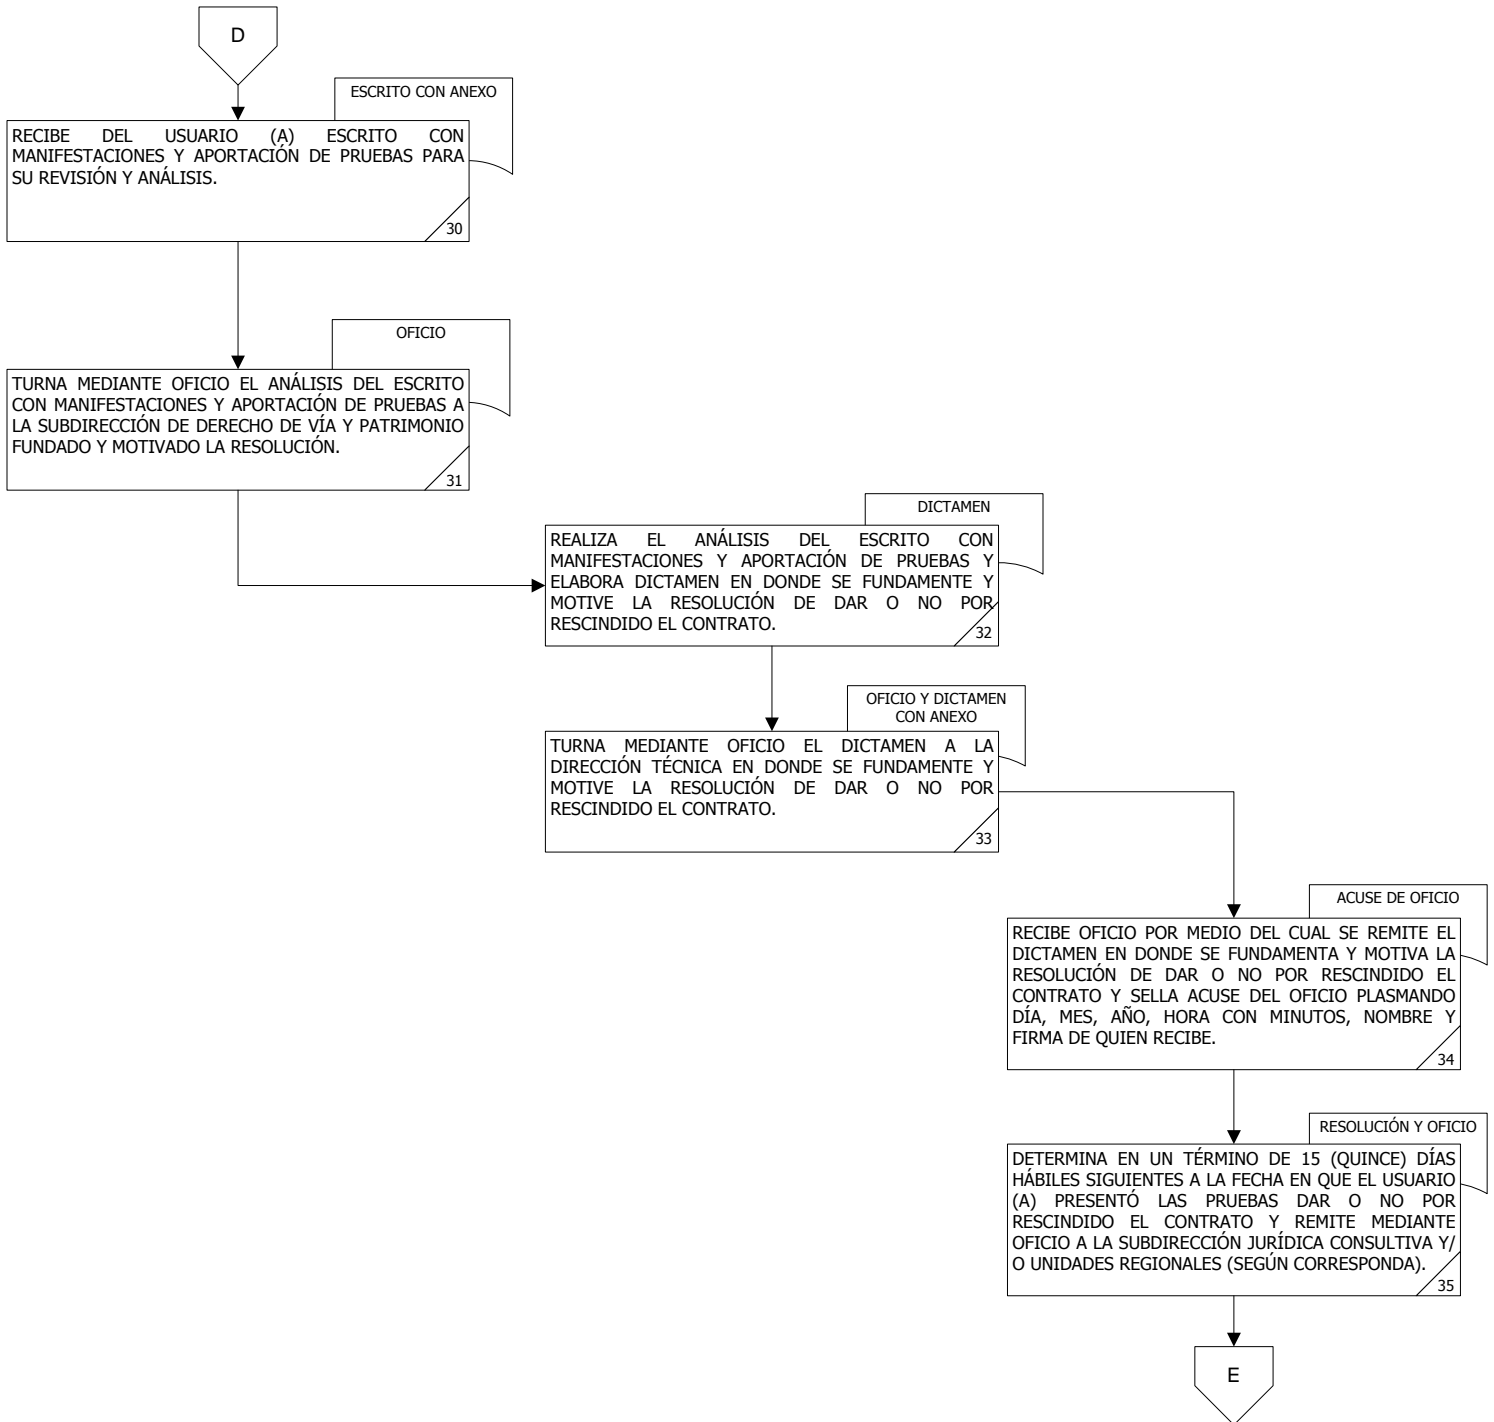 D
ESCRITO CON ANEXO
RECIBE DEL USUARIO (A) ESCRITO CON
MANIFESTACIONES Y APORTACIÓN DE PRUEBAS PARA
SU REVISIÓN Y ANÁLISIS.
30
OFICIO
TURNA MEDIANTE OFICIO EL ANÁLISIS DEL ESCRITO
CON MANIFESTACIONES Y APORTACIÓN DE PRUEBAS A
LA SUBDIRECCIÓN DE DERECHO DE VÍA Y PATRIMONIO
FUNDADO Y MOTIVADO LA RESOLUCIÓN.
31
DICTAMEN
REALIZA EL ANÁLISIS DEL ESCRITO CON
MANIFESTACIONES Y APORTACIÓN DE PRUEBAS Y
ELABORA DICTAMEN EN DONDE SE FUNDAMENTE Y
MOTIVE LA RESOLUCIÓN DE DAR O NO POR
RESCINDIDO EL CONTRATO.
32
OFICIO Y DICTAMEN
CON ANEXO
TURNA MEDIANTE OFICIO EL DICTAMEN A LA
DIRECCIÓN TÉCNICA EN DONDE SE FUNDAMENTE Y
MOTIVE LA RESOLUCIÓN DE DAR O NO POR
RESCINDIDO EL CONTRATO.
33
ACUSE DE OFICIO
RECIBE OFICIO POR MEDIO DEL CUAL SE REMITE EL
DICTAMEN EN DONDE SE FUNDAMENTA Y MOTIVA LA
RESOLUCIÓN DE DAR O NO POR RESCINDIDO EL
CONTRATO Y SELLA ACUSE DEL OFICIO PLASMANDO
DÍA, MES, AÑO, HORA CON MINUTOS, NOMBRE Y
FIRMA DE QUIEN RECIBE.
34
RESOLUCIÓN Y OFICIO
DETERMINA EN UN TÉRMINO DE 15 (QUINCE) DÍAS
HÁBILES SIGUIENTES A LA FECHA EN QUE EL USUARIO
(A) PRESENTÓ LAS PRUEBAS DAR O NO POR
RESCINDIDO EL CONTRATO Y REMITE MEDIANTE
OFICIO A LA SUBDIRECCIÓN JURÍDICA CONSULTIVA Y/
O UNIDADES REGIONALES (SEGÚN CORRESPONDA).
35
E